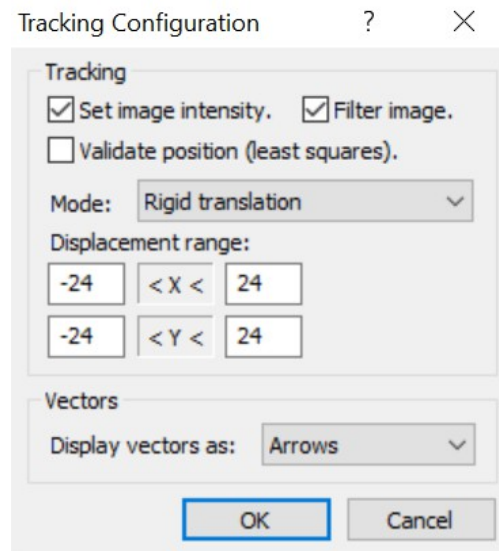 Tracking Configuration ? ×
Tracking
Set image intensity. Filter image.
Validate position (least squares).
Mode: Rigid translation
Displacement range:
-24 < X < 24
-24 < Y < 24
Vectors
Display vectors as: Arrows
OK Cancel